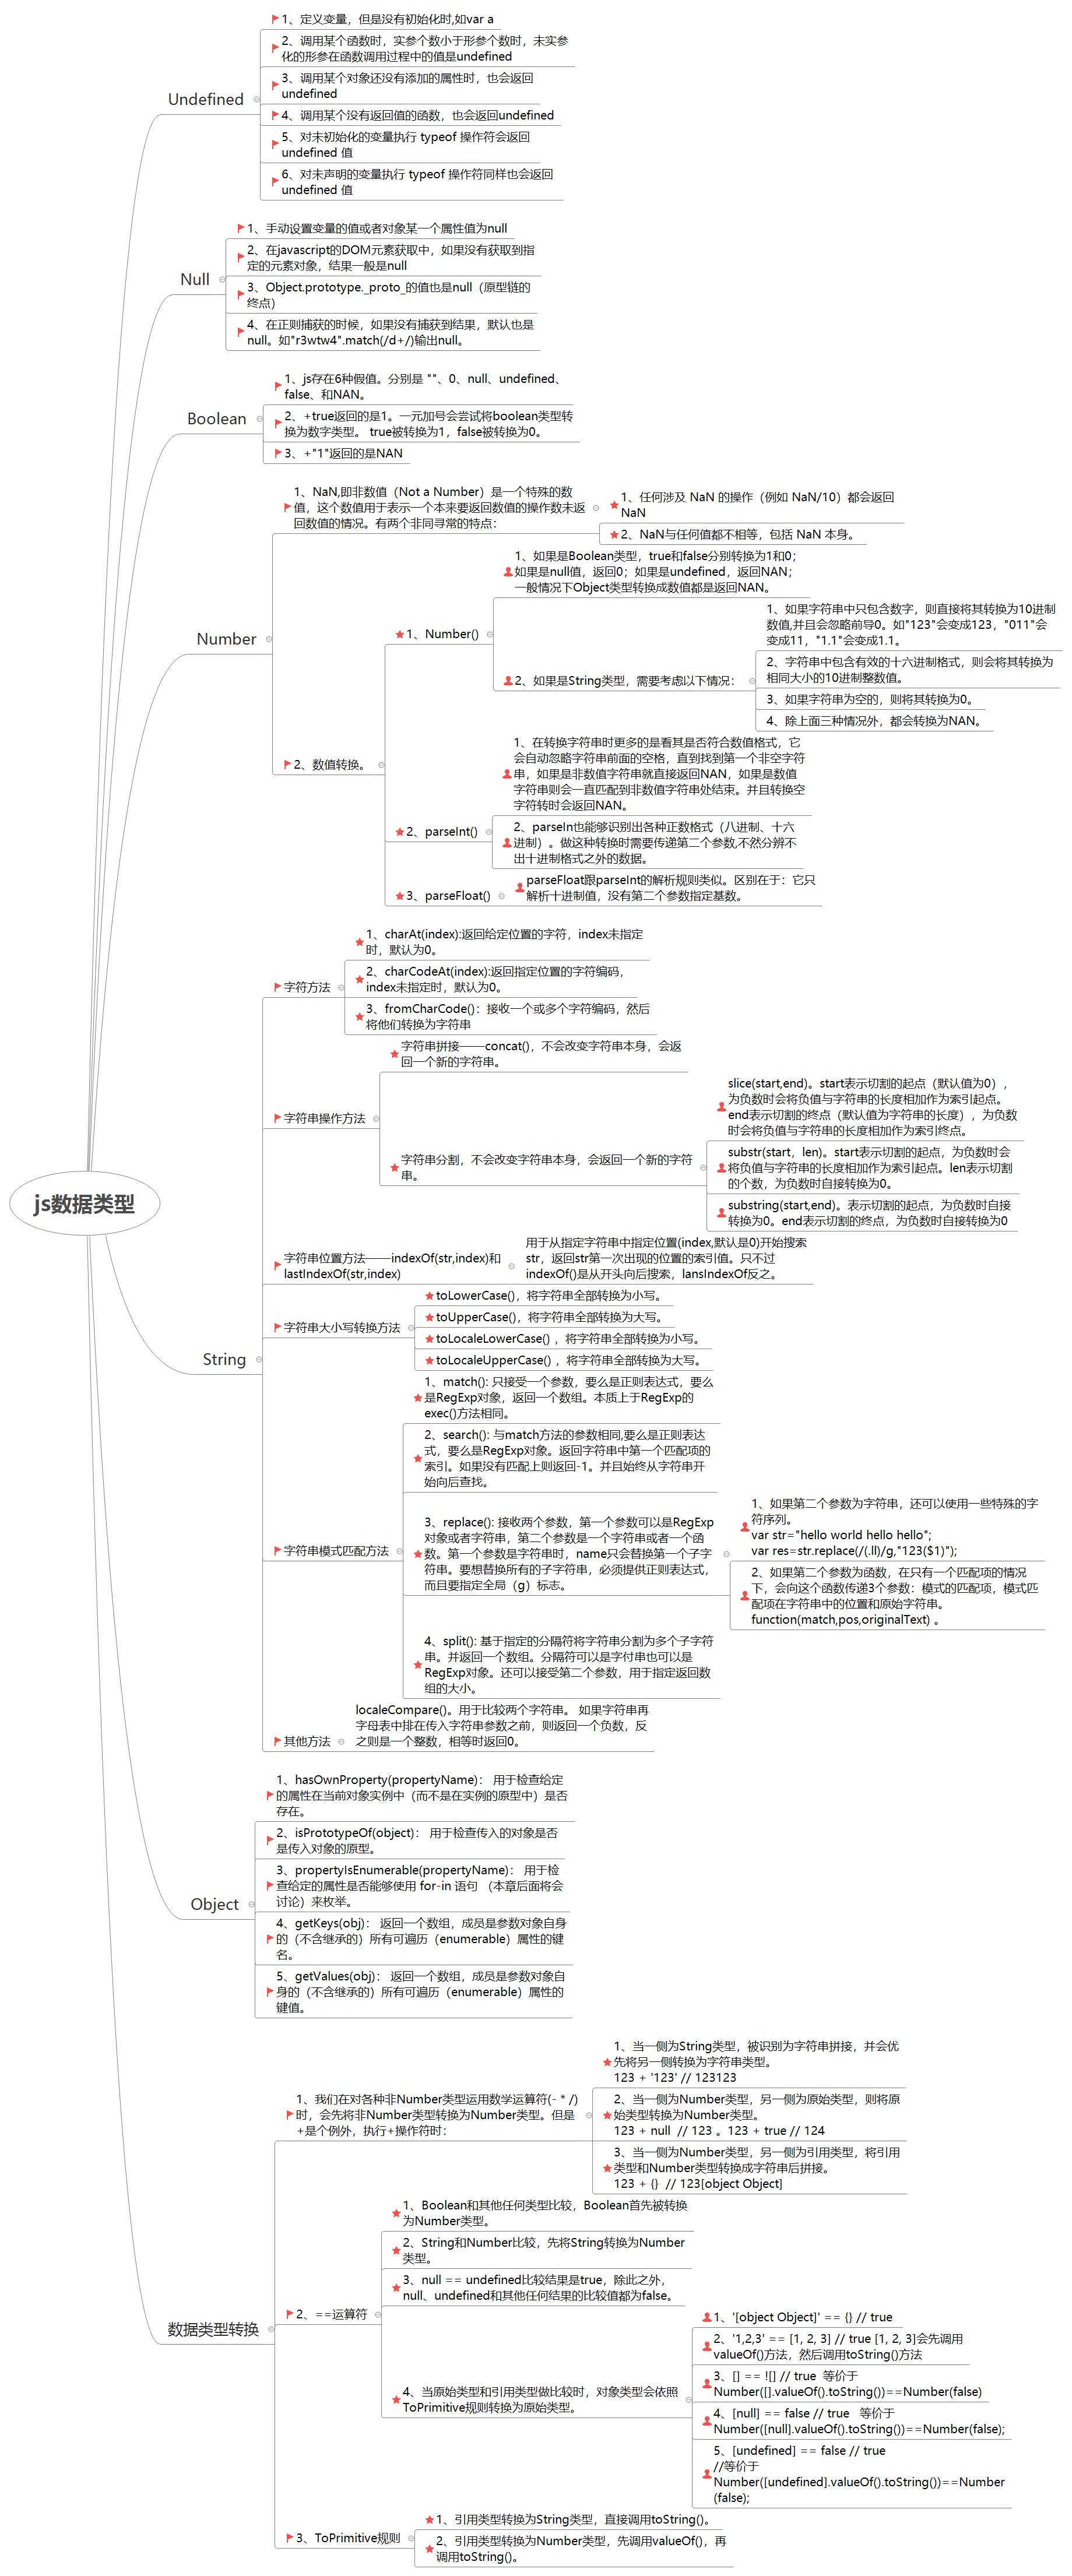 js数据类型
Undefined
1、定义变量，但是没有初始化时,如var a
2、调用某个函数时，实参个数小于形参个数时，未实参
化的形参在函数调用过程中的值是undefined
3、调用某个对象还没有添加的属性时，也会返回
undefined
4、调用某个没有返回值的函数，也会返回undefined
5、对未初始化的变量执行 typeof 操作符会返回
undefined 值
6、对未声明的变量执行 typeof 操作符同样也会返回
undefined 值
Null
1、手动设置变量的值或者对象某一个属性值为null
2、在javascript的DOM元素获取中，如果没有获取到指
定的元素对象，结果一般是null
3、Object.prototype._proto_的值也是null（原型链的
终点）
4、在正则捕获的时候，如果没有捕获到结果，默认也是
null。如"r3wtw4".match(/d+/)输出null。
Boolean
1、js存在6种假值。分别是 ""、0、null、undefined、
false、和NAN。
2、+true返回的是1。一元加号会尝试将boolean类型转
换为数字类型。 true被转换为1，false被转换为0。
3、+"1"返回的是NAN
Number
1、NaN,即非数值（Not a Number）是一个特殊的数
值，这个数值用于表示一个本来要返回数值的操作数未返
回数值的情况。有两个非同寻常的特点：
1、任何涉及 NaN 的操作（例如 NaN/10）都会返回
NaN
2、NaN与任何值都不相等，包括 NaN 本身。
2、数值转换。
1、Number()
1、如果是Boolean类型，true和false分别转换为1和0；
如果是null值，返回0；如果是undefined，返回NAN；
一般情况下Object类型转换成数值都是返回NAN。
2、如果是String类型，需要考虑以下情况：
1、如果字符串中只包含数字，则直接将其转换为10进制
数值,并且会忽略前导0。如"123"会变成123，"011"会
变成11，"1.1"会变成1.1。
2、字符串中包含有效的十六进制格式，则会将其转换为
相同大小的10进制整数值。
3、如果字符串为空的，则将其转换为0。
4、除上面三种情况外，都会转换为NAN。
2、parseInt()
1、在转换字符串时更多的是看其是否符合数值格式，它
会自动忽略字符串前面的空格，直到找到第一个非空字符
串，如果是非数值字符串就直接返回NAN，如果是数值
字符串则会一直匹配到非数值字符串处结束。并且转换空
字符转时会返回NAN。
2、parseIn也能够识别出各种正数格式（八进制、十六
进制）。做这种转换时需要传递第二个参数,不然分辨不
出十进制格式之外的数据。
3、parseFloat()
parseFloat跟parseInt的解析规则类似。区别在于：它只
解析十进制值，没有第二个参数指定基数。
String
字符方法
1、charAt(index):返回给定位置的字符，index未指定
时，默认为0。
2、charCodeAt(index):返回指定位置的字符编码，
index未指定时，默认为0。
3、fromCharCode()：接收一个或多个字符编码，然后
将他们转换为字符串
字符串操作方法
字符串拼接——concat()，不会改变字符串本身，会返
回一个新的字符串。
字符串分割，不会改变字符串本身，会返回一个新的字符
串。
slice(start,end)。start表示切割的起点（默认值为0），
为负数时会将负值与字符串的长度相加作为索引起点。
end表示切割的终点（默认值为字符串的长度），为负数
时会将负值与字符串的长度相加作为索引终点。
substr(start，len)。start表示切割的起点，为负数时会
将负值与字符串的长度相加作为索引起点。len表示切割
的个数，为负数时自接转换为0。
substring(start,end)。表示切割的起点，为负数时自接
转换为0。end表示切割的终点，为负数时自接转换为0
字符串位置方法——indexOf(str,index)和
lastIndexOf(str,index)
用于从指定字符串中指定位置(index,默认是0)开始搜索
str，返回str第一次出现的位置的索引值。只不过
indexOf()是从开头向后搜索，lansIndexOf反之。
字符串大小写转换方法
toLowerCase()，将字符串全部转换为小写。
toUpperCase()，将字符串全部转换为大写。
toLocaleLowerCase() ，将字符串全部转换为小写。
toLocaleUpperCase() ，将字符串全部转换为大写。
字符串模式匹配方法
1、match(): 只接受一个参数，要么是正则表达式，要么
是RegExp对象，返回一个数组。本质上于RegExp的
exec()方法相同。
2、search(): 与match方法的参数相同,要么是正则表达
式，要么是RegExp对象。返回字符串中第一个匹配项的
索引。如果没有匹配上则返回-1。并且始终从字符串开
始向后查找。
3、replace(): 接收两个参数，第一个参数可以是RegExp
对象或者字符串，第二个参数是一个字符串或者一个函
数。第一个参数是字符串时，name只会替换第一个子字
符串。要想替换所有的子字符串，必须提供正则表达式，
而且要指定全局（g）标志。
1、如果第二个参数为字符串，还可以使用一些特殊的字
符序列。
var str="hello world hello hello";
var res=str.replace(/(.ll)/g,"123($1)");
2、如果第二个参数为函数，在只有一个匹配项的情况
下，会向这个函数传递3个参数：模式的匹配项，模式匹
配项在字符串中的位置和原始字符串。
function(match,pos,originalText) 。
4、split(): 基于指定的分隔符将字符串分割为多个子字符
串。并返回一个数组。分隔符可以是字付串也可以是
RegExp对象。还可以接受第二个参数，用于指定返回数
组的大小。
其他方法
localeCompare()。用于比较两个字符串。 如果字符串再
字母表中排在传入字符串参数之前，则返回一个负数，反
之则是一个整数，相等时返回0。
Object
1、hasOwnProperty(propertyName)： 用于检查给定
的属性在当前对象实例中（而不是在实例的原型中）是否
存在。
2、isPrototypeOf(object)： 用于检查传入的对象是否
是传入对象的原型。
3、propertyIsEnumerable(propertyName)： 用于检
查给定的属性是否能够使用 for-in 语句 （本章后面将会
讨论）来枚举。
4、getKeys(obj)： 返回一个数组，成员是参数对象自身
的（不含继承的）所有可遍历（enumerable）属性的键
名。
5、getValues(obj)： 返回一个数组，成员是参数对象自
身的（不含继承的）所有可遍历（enumerable）属性的
键值。
数据类型转换
1、我们在对各种非Number类型运用数学运算符(- * /)
时，会先将非Number类型转换为Number类型。但是
+是个例外，执行+操作符时：
1、当一侧为String类型，被识别为字符串拼接，并会优
先将另一侧转换为字符串类型。
123 + '123' // 123123
2、当一侧为Number类型，另一侧为原始类型，则将原
始类型转换为Number类型。
123 + null  // 123 。123 + true // 124
3、当一侧为Number类型，另一侧为引用类型，将引用
类型和Number类型转换成字符串后拼接。
123 + {}  // 123[object Object]
2、==运算符
1、Boolean和其他任何类型比较，Boolean首先被转换
为Number类型。
2、String和Number比较，先将String转换为Number
类型。
3、null == undefined比较结果是true，除此之外，
null、undefined和其他任何结果的比较值都为false。
4、当原始类型和引用类型做比较时，对象类型会依照
ToPrimitive规则转换为原始类型。
1、'[object Object]' == {} // true
2、'1,2,3' == [1, 2, 3] // true [1, 2, 3]会先调用
valueOf()方法，然后调用toString()方法
3、[] == ![] // true  等价于
Number([].valueOf().toString())==Number(false)
4、[null] == false // true   等价于
Number([null].valueOf().toString())==Number(false);
5、[undefined] == false // true
//等价于
Number([undefined].valueOf().toString())==Number
(false);
3、ToPrimitive规则
1、引用类型转换为String类型，直接调用toString()。
2、引用类型转换为Number类型，先调用valueOf()，再
调用toString()。